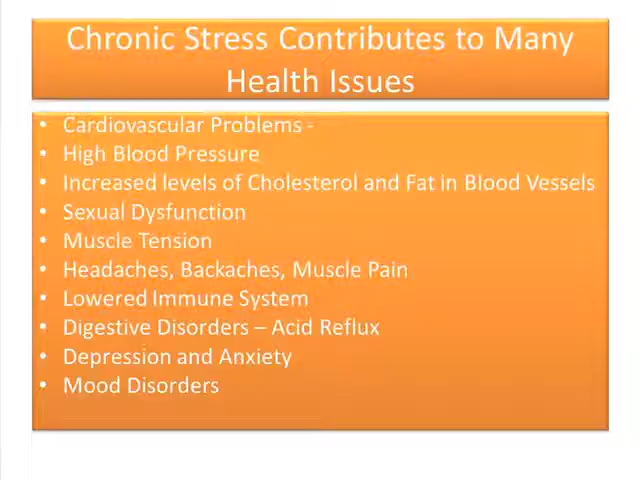 Chronic Stress Contributes to Many
Health Issues
• Cardiovascular Problems -
• High Blood Pressure
• Increased levels of Cholesterol and Fat in Blood Vessels
• Sexual Dysfunction
• Muscle Tension
• Headaches, Backaches, Muscle Pain
• Lowered Immune System
• Digestive Disorders – Acid Reflux
• Depression and Anxiety
• Mood Disorders